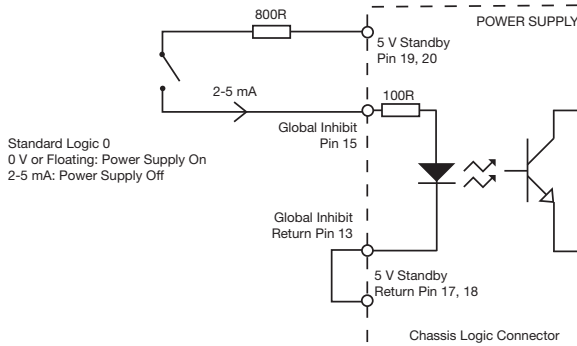 800R
POWER SUPPLY
5 V Standby
Pin 19, 20
2-5 mA
100R
Global Inhibit
Pin 15
Standard Logic 0
0 V or Floating: Power Supply On
2-5 mA: Power Supply Off
Global Inhibit
Return Pin 13
5 V Standby
Return Pin 17, 18
Chassis Logic Connector